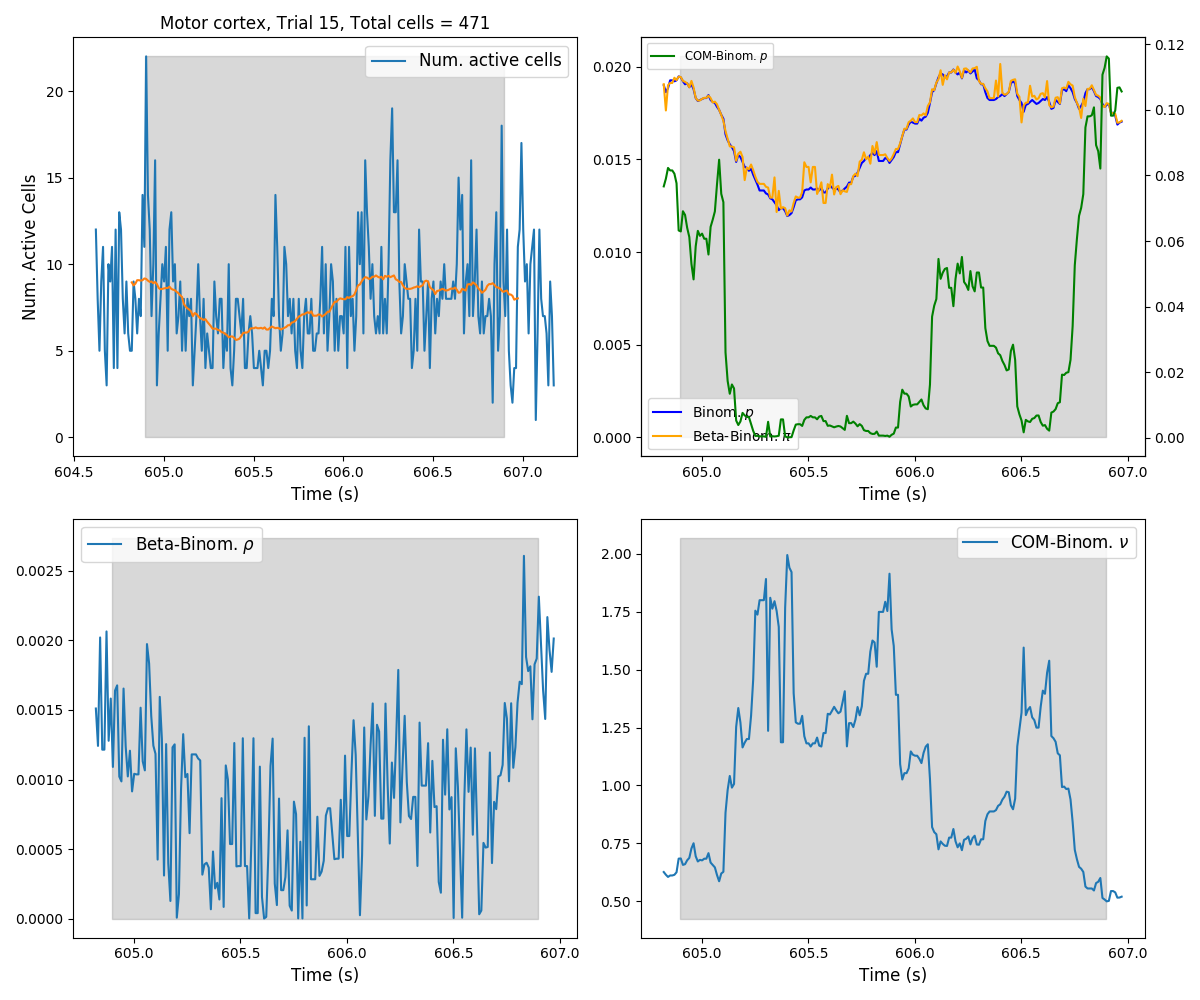 Motor cortex, Trial 15, Total cells = 471
Num. active cells
Num. Active Cells
20
15
10
5
0
604.5 605.0 605.5 606.0 606.5 607.0
Time (s)
COM-Binom. p
0.020
0.015
0.010
0.005
0.000
0.12
0.10
0.08
0.06
0.04
0.02
0.00
Binom. p
Beta-Binom. π
605.0 605.5 606.0 606.5 607.0
Time (s)
Beta-Binom. ρ
0.0025
0.0020
0.0015
0.0010
0.0005
0.0000
605.0 605.5 606.0 606.5 607.0
Time (s)
COM-Binom. ν
2.00
1.75
1.50
1.25
1.00
0.75
0.50
605.0 605.5 606.0 606.5 607.0
Time (s)